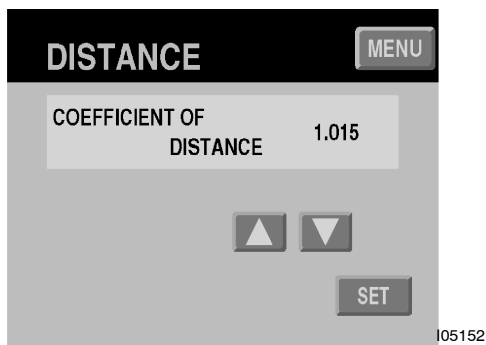 DISTANCE
MENU
COEFFICIENT OF
DISTANCE
1.015
SET
I05152